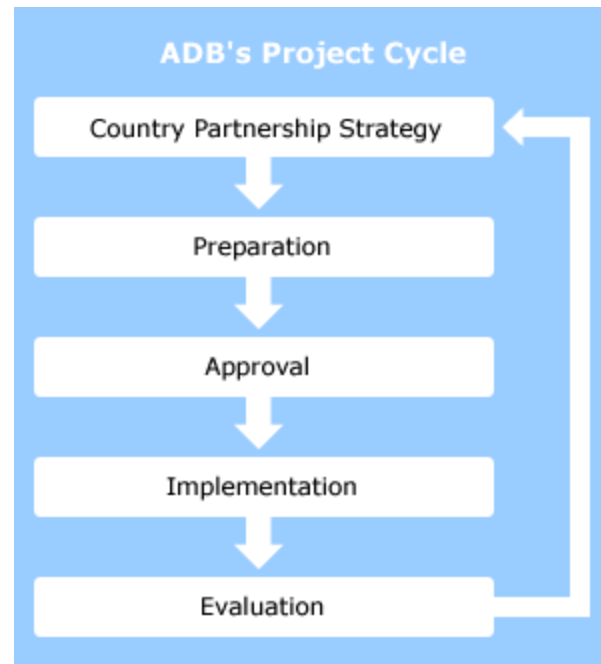 ADB's Project Cycle
Country Partnership Strategy
Preparation
Approval
Implementation
Evaluation